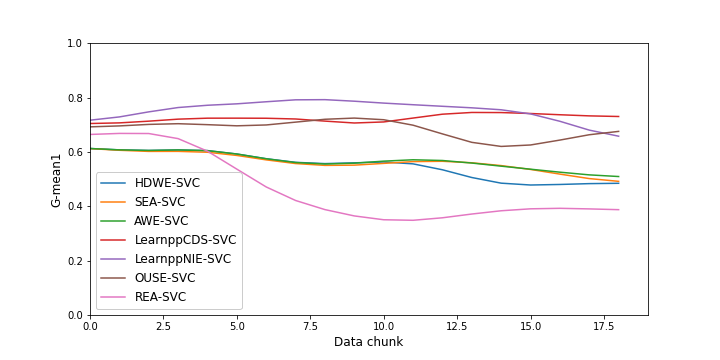 1.0
0.8
0.6
0.4
0.2
0.0
G-mean1
HDWE-SVC
SEA-SVC
AWE-SVC
LearnppCDS-SVC
LearnppNIE-SVC
OUSE-SVC
REA-SVC
0.0 2.5 5.0 7.5 10.0 12.5 15.0 17.5
Data chunk